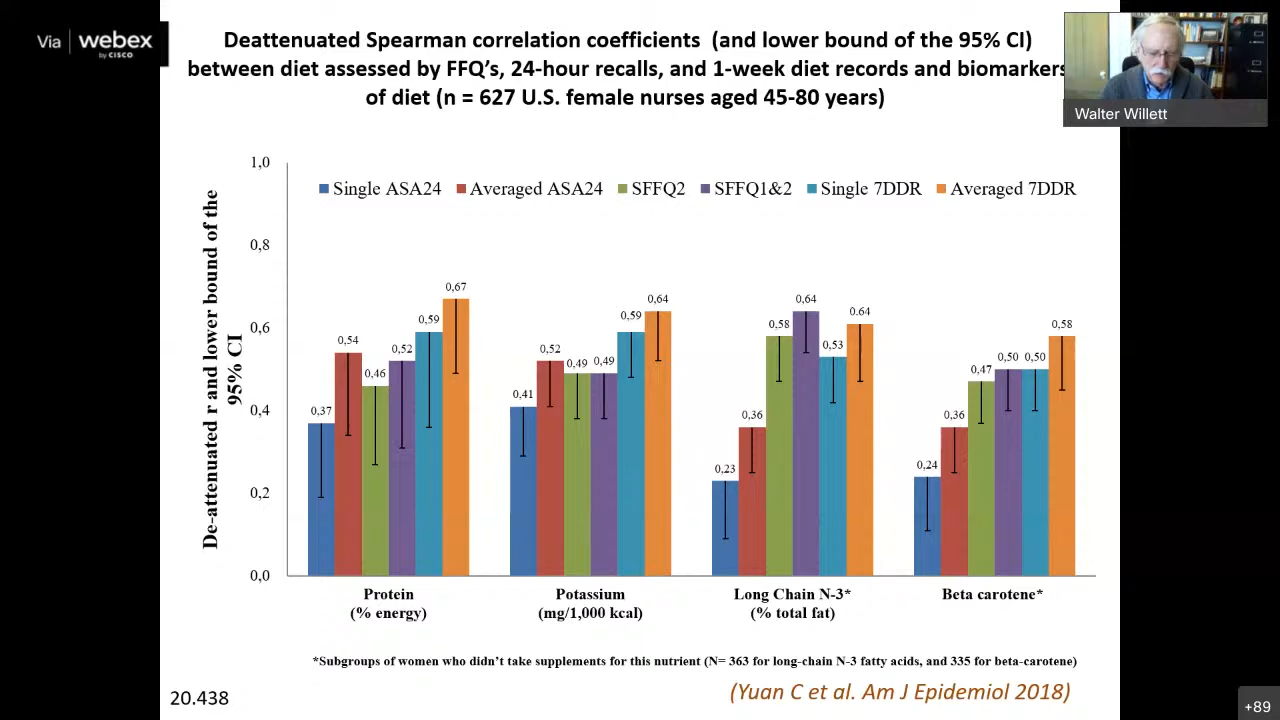 Via | webex
by CISCO
Deattenuated Spearman correlation coefficients (and lower bound of the 95% CI)
between diet assessed by FFQ's, 24-hour recalls, and 1-week diet records and biomarkers
of diet (n = 627 U.S. female nurses aged 45-80 years)
Walter Willett
De-attenuated r and lower bound of the
95% CI
1,0
0,8
0,6
0,4
0,2
0,0
Single ASA24 Averaged ASA24 SFFQ2 SFFQ1&2 Single 7DDR Averaged 7DDR
0,37 0,54 0,46 0,52 0,59 0,67
0,41 0,52 0,49 0,49 0,59 0,64
0,23 0,36 0,58 0,64 0,53 0.64
0,24 0,36 0,47 0,50 0,50 0,58
Protein
(% energy)
Potassium
(mg/1,000 kcal)
Long Chain N-3*
(% total fat)
Beta carotene*
*Subgroups of women who didn't take supplements for this nutrient (N= 363 for long-chain N-3 fatty acids, and 335 for beta-carotene)
20.438
(Yuan C et al. Am J Epidemiol 2018)
+89